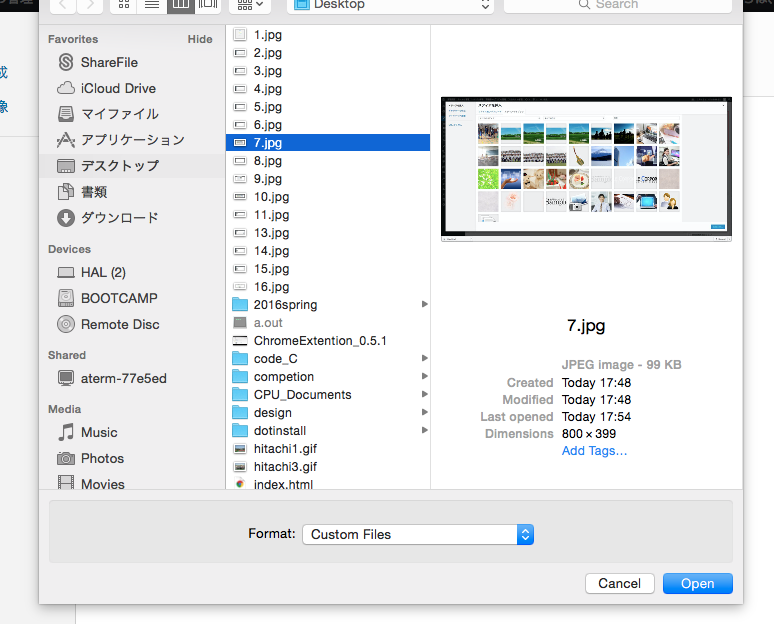 管理
Desktop
Search
成
像
Favorites
Hide
ShareFile
iCloud Drive
マイファイル
アプリケーション
デスクトップ
書類
ダウンロード
Devices
HAL (2)
BOOTCAMP
Remote Disc
Shared
aterm-77e5ed
Media
Music
Photos
Movies
1.jpg
2.jpg
3.jpg
4.jpg
5.jpg
6.jpg
7.jpg
8.jpg
9.jpg
10.jpg
11.jpg
13.jpg
14.jpg
15.jpg
16.jpg
2016spring
a.out
ChromeExtention_0.5.1
code_C
competion
CPU_Documents
design
dotinstall
hitachi1.gif
hitachi3.gif
index.html
7.jpg
JPEG image - 99 KB
Created Today 17:48
Modified Today 17:48
Last opened Today 17:54
Dimensions 800 × 399
Add Tags…
Format: Custom Files
Cancel
Open